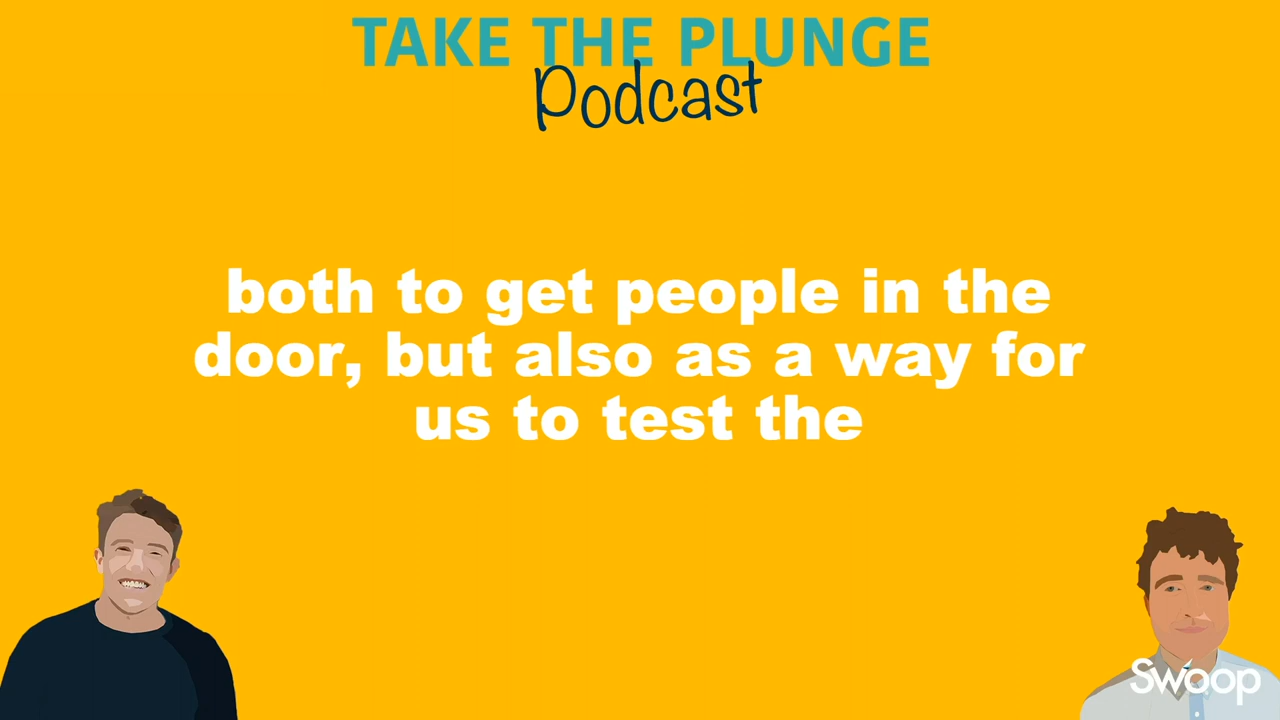 TAKE THE PLUNGE
Podcast
both to get people in the
door, but also as a way for
us to test the
Swoop